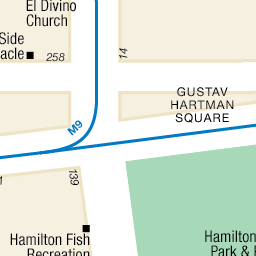 El Divino
Church
Side
acle
258
14
GUSTAV
HARTMAN
SQUARE
M9
139
Hamilton Fish
Recreation
Hamilton
Park &